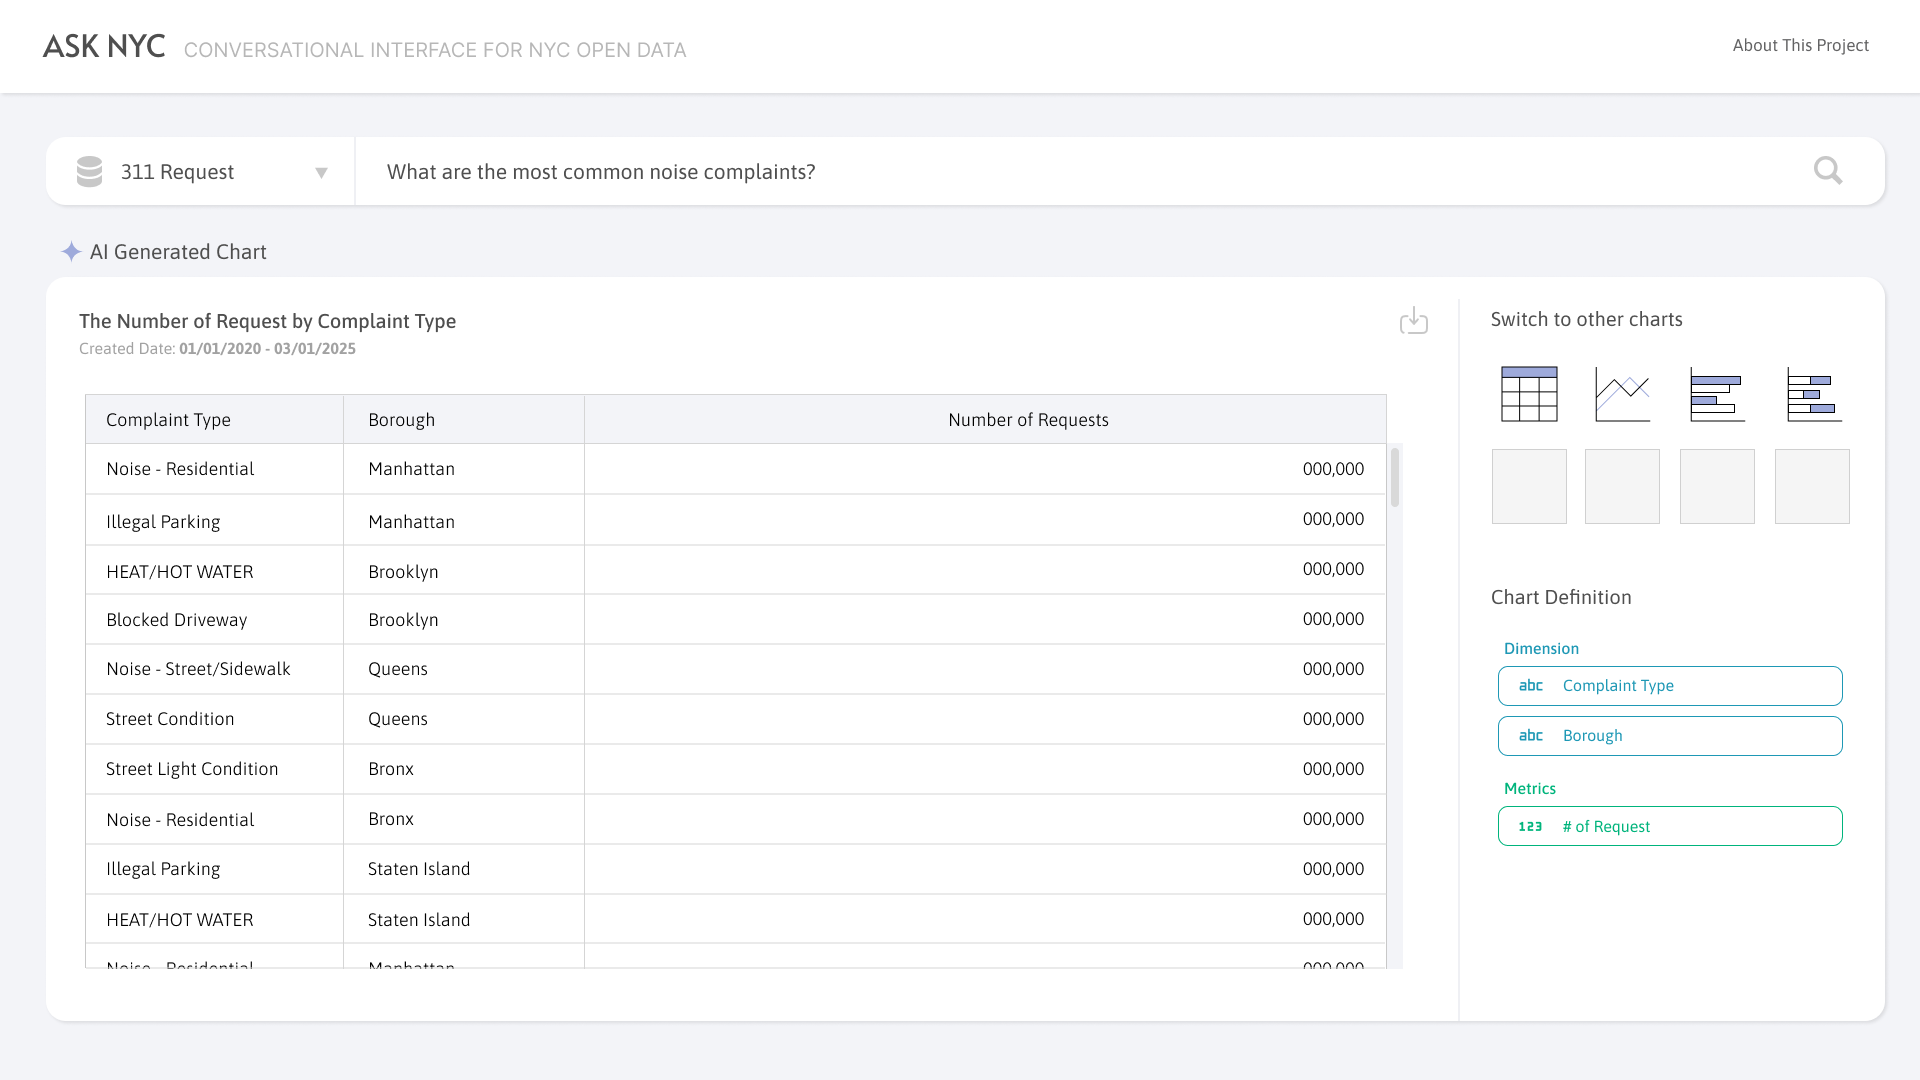 ASK NYC CONVERSATIONAL INTERFACE FOR NYC OPEN DATA About This Project
311 Request What are the most common noise complaints?
AI Generated Chart
The Number of Request by Complaint Type
Created Date: 01/01/2020 - 03/01/2025
Complaint Type Borough Number of Requests
Noise - Residential Manhattan 000,000
Illegal Parking Manhattan 000,000
HEAT/HOT WATER Brooklyn 000,000
Blocked Driveway Brooklyn 000,000
Noise - Street/Sidewalk Queens 000,000
Street Condition Queens 000,000
Street Light Condition Bronx 000,000
Noise - Residential Bronx 000,000
Illegal Parking Staten Island 000,000
HEAT/HOT WATER Staten Island 000,000
Noise - Residential Manhattan 000,000
Switch to other charts
Chart Definition
Dimension
abc Complaint Type
abc Borough
Metrics
123 # of Request